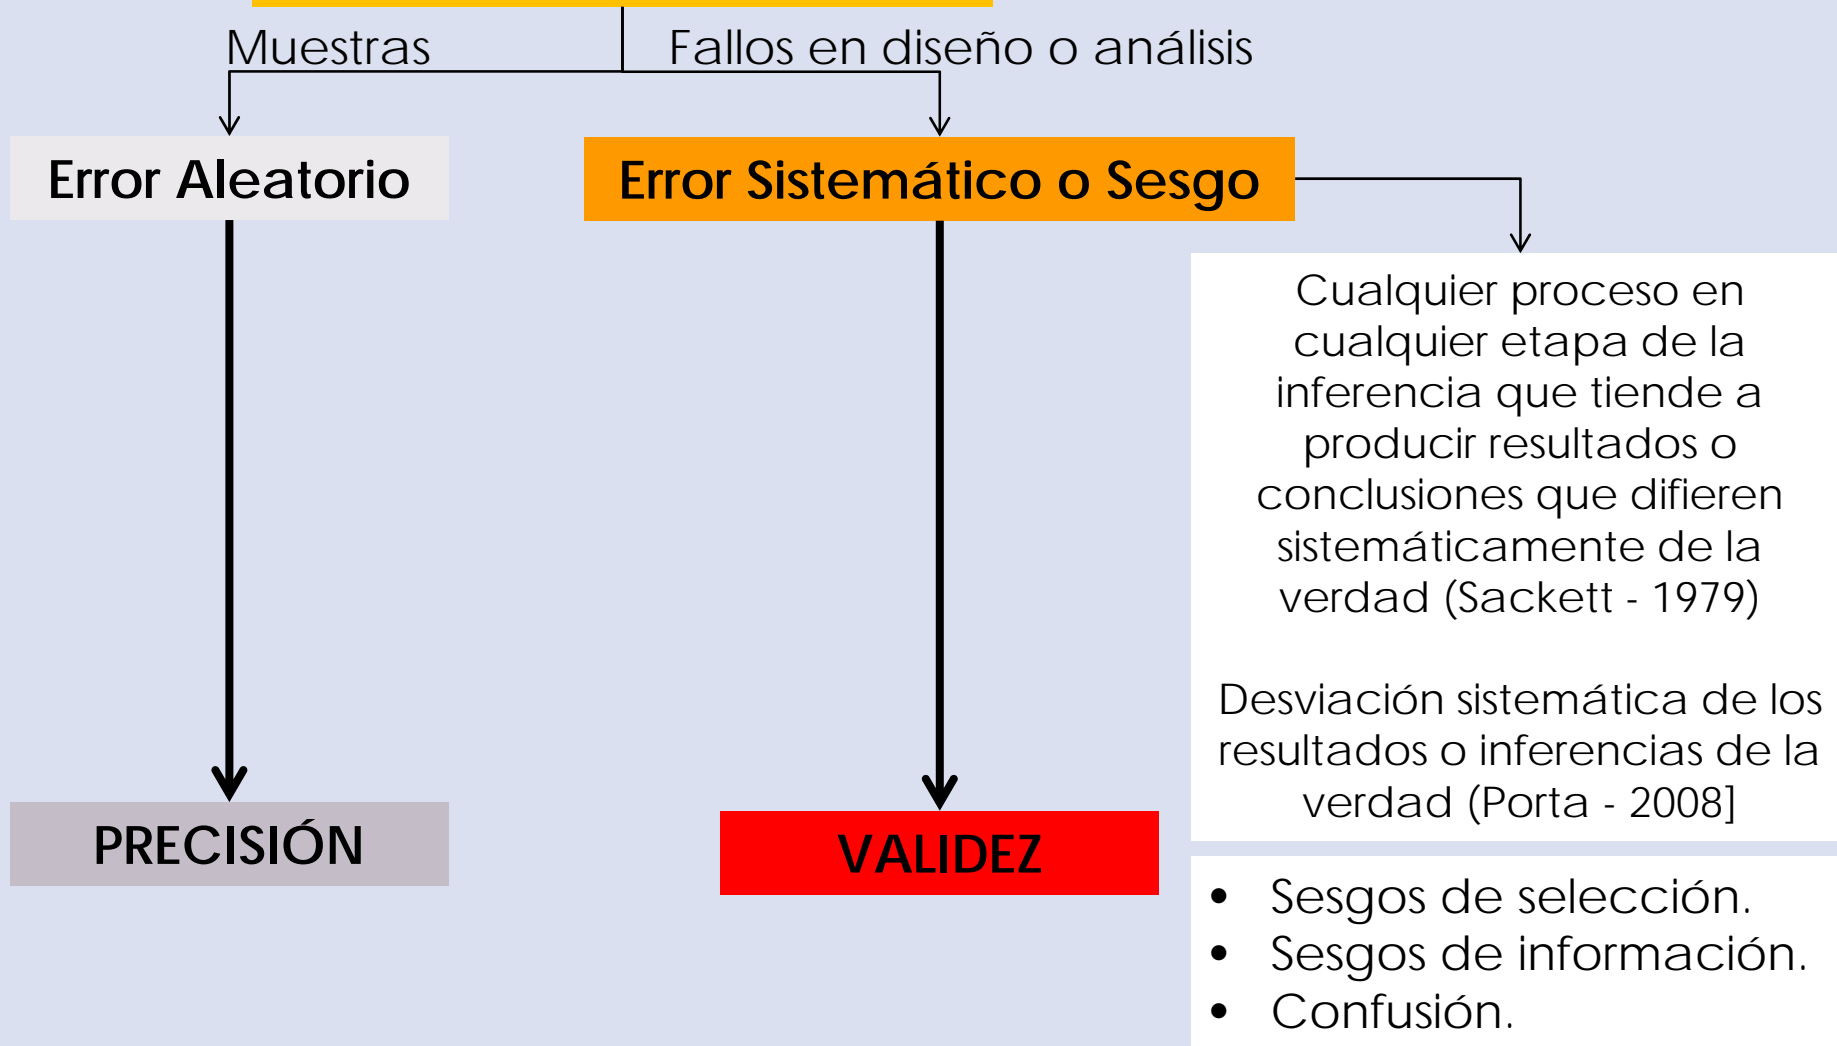 Muestras
Fallos en diseño o análisis
Error Aleatorio
Error Sistemático o Sesgo
Cualquier proceso en
cualquier etapa de la
inferencia que tiende a
producir resultados o
conclusiones que difieren
sistemáticamente de la
verdad (Sackett - 1979)
Desviación sistemática de los
resultados o inferencias de la
verdad (Porta - 2008]
PRECISIÓN
VALIDEZ
• Sesgos de selección.
• Sesgos de información.
• Confusión.